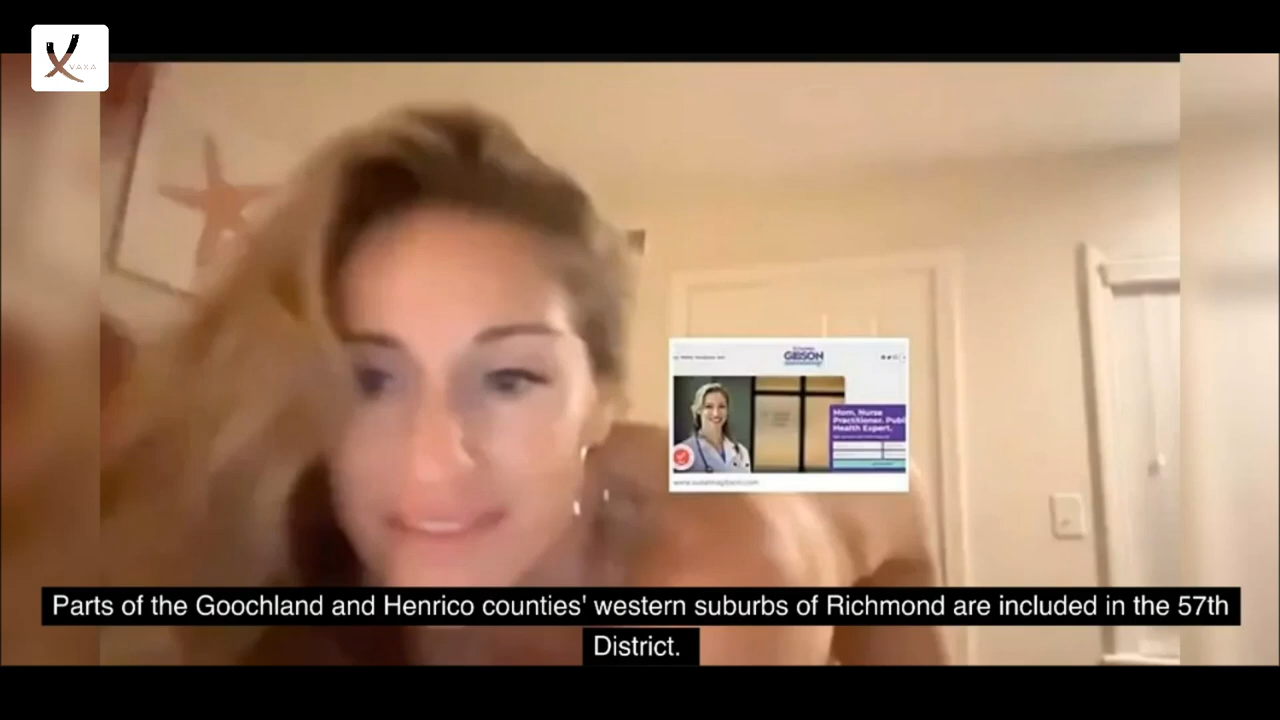 VAXA
GIBSON
Mom, Nurse
Practitioner. Publ
Health Expert.
Parts of the Goochland and Henrico counties' western suburbs of Richmond are included in the 57th
District.